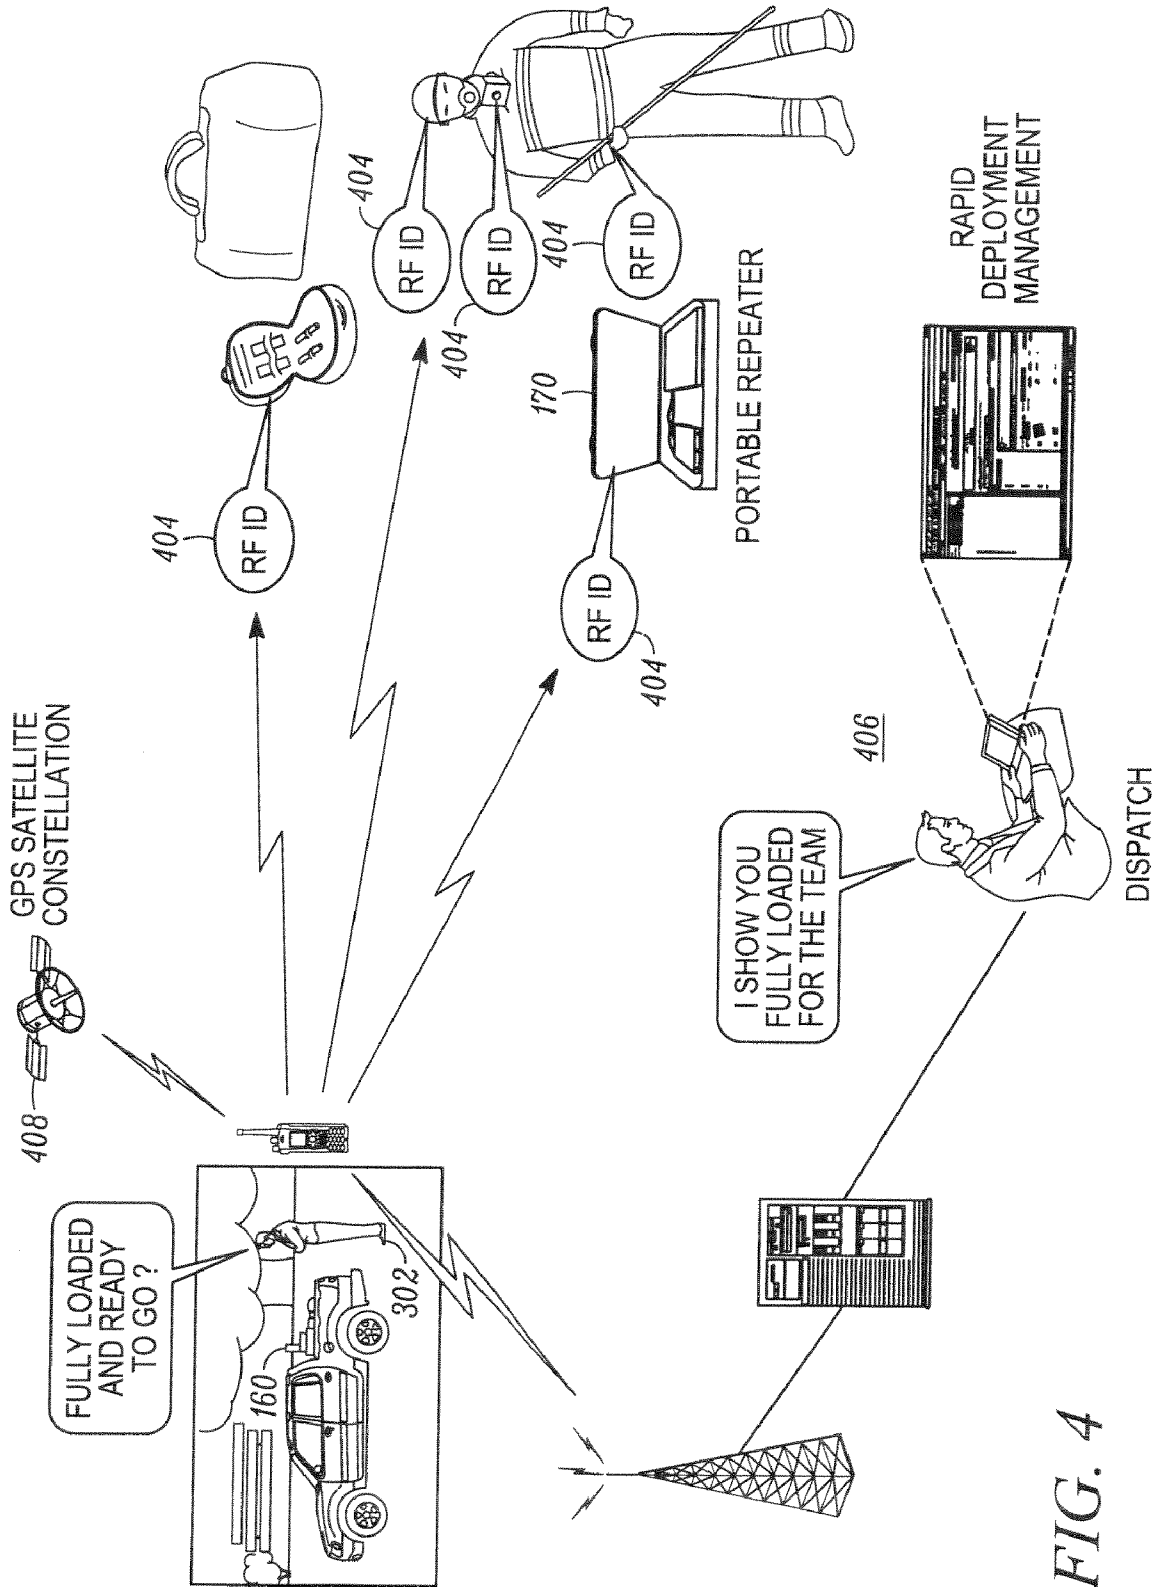 GPS SATELLITE
CONSTELLATION
408
FULLY LOADED
AND READY
TO GO?
160
302
404
RF ID
404
RF ID
RF ID
404
404
RF ID
170
RF ID
404
PORTABLE REPEATER
406
I SHOW YOU
FULLY LOADED
FOR THE TEAM
DISPATCH
RAPID
DEPLOYMENT
MANAGEMENT
FIG. 4